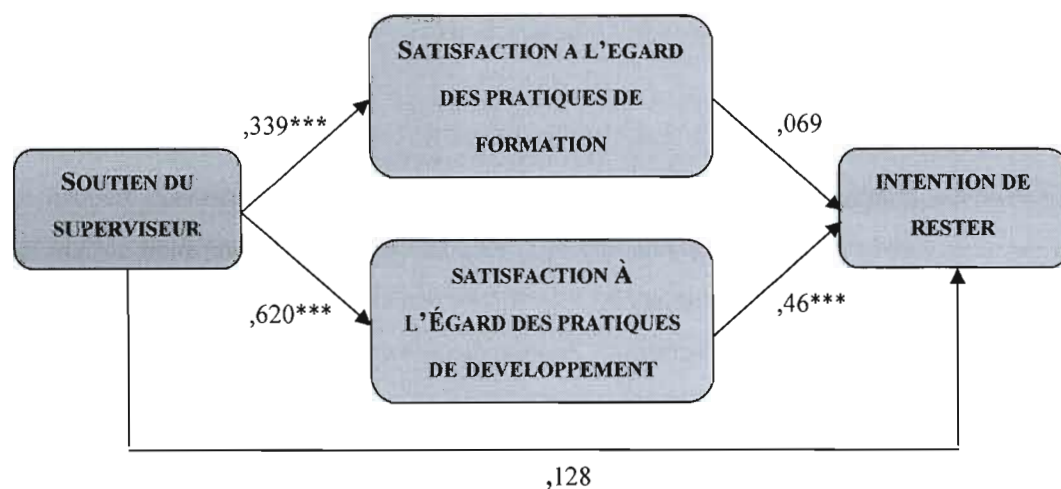 SATISFACTION A L'EGARD
DES PRATIQUES DE
FORMATION
,339***
,069
SOUTIEN DU
SUPERVISEUR
INTENTION DE
RESTER
SATISFACTION À
L'ÉGARD DES PRATIQUES
DE DEVELOPPEMENT
,620***
,46***
,128